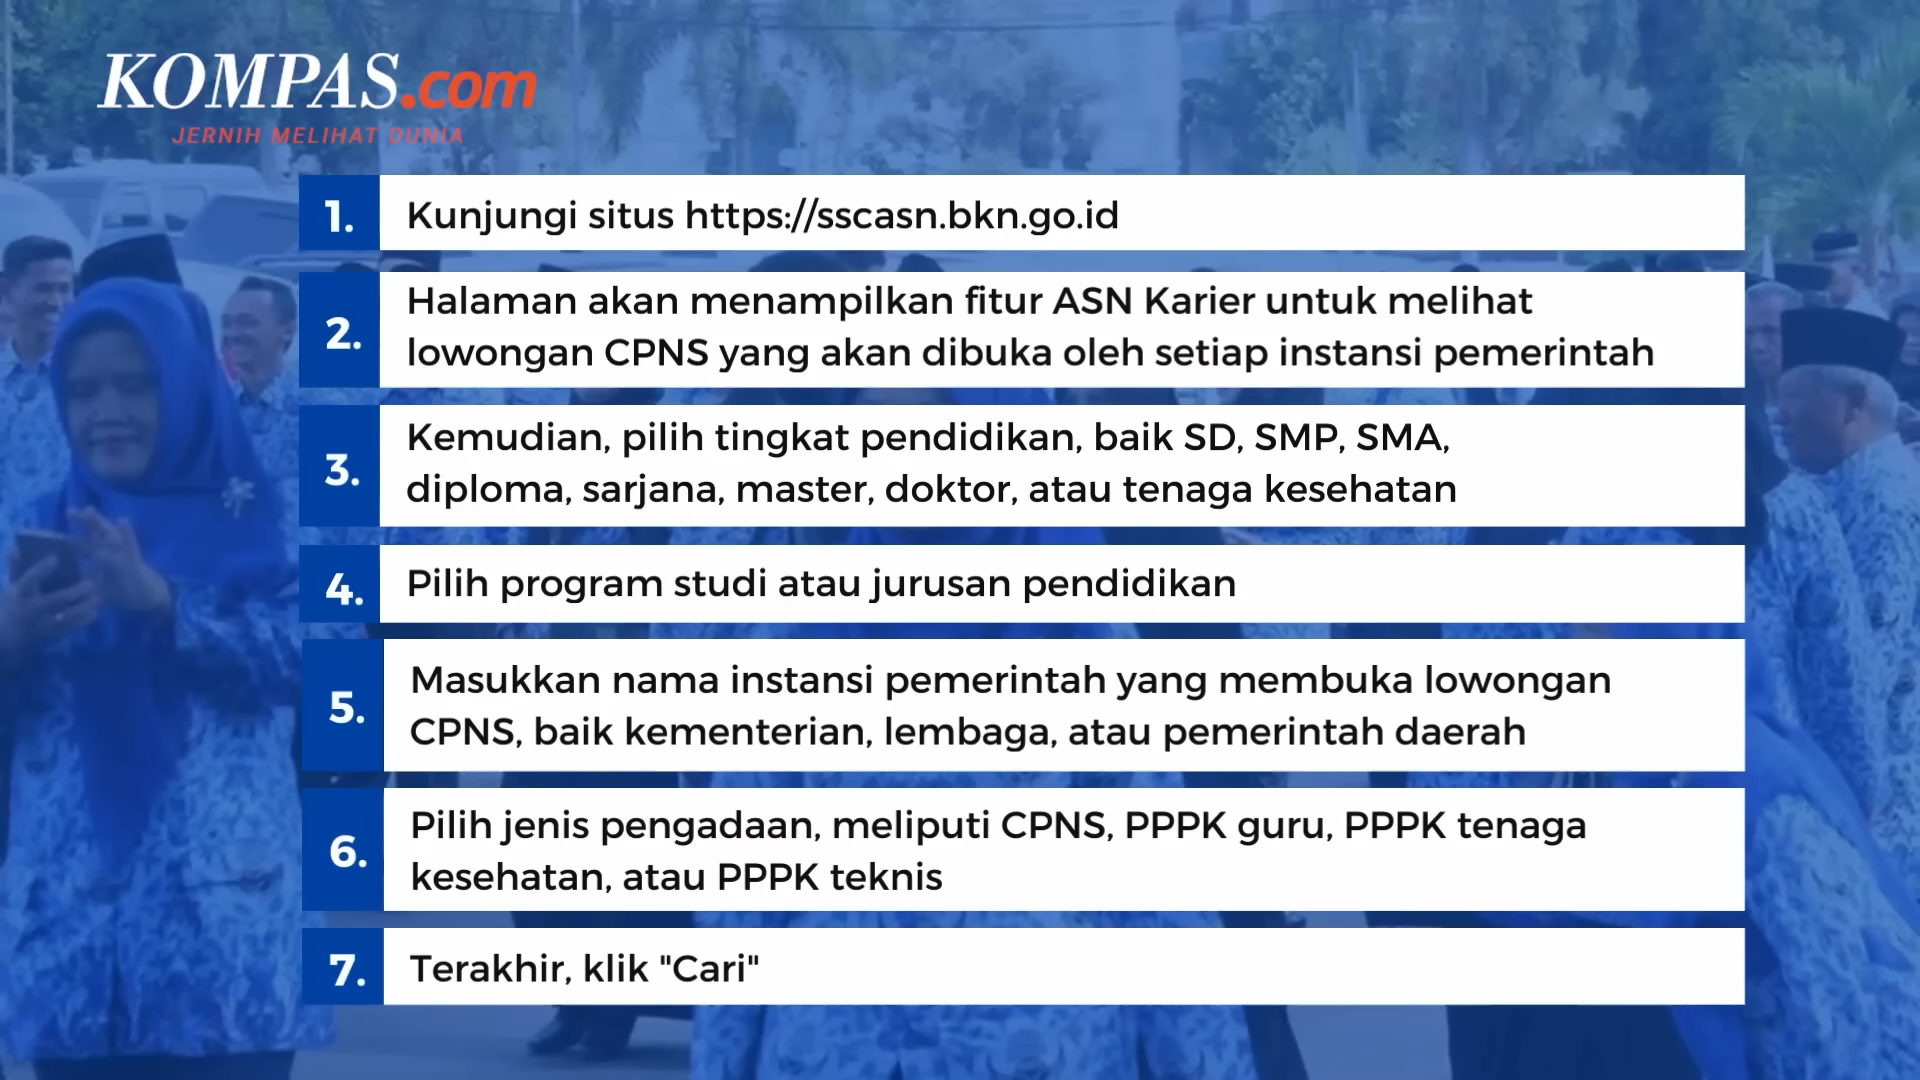 KOMPAS.com
JERNIH MELIHAT DUNIA
1. Kunjungi situs https://sscasn.bkn.go.id
2. Halaman akan menampilkan fitur ASN Karier untuk melihat
lowongan CPNS yang akan dibuka oleh setiap instansi pemerintah
3. Kemudian, pilih tingkat pendidikan, baik SD, SMP, SMA,
diploma, sarjana, master, doktor, atau tenaga kesehatan
4. Pilih program studi atau jurusan pendidikan
5. Masukkan nama instansi pemerintah yang membuka lowongan
CPNS, baik kementerian, lembaga, atau pemerintah daerah
6. Pilih jenis pengadaan, meliputi CPNS, PPPK guru, PPPK tenaga
kesehatan, atau PPPK teknis
7. Terakhir, klik "Cari"